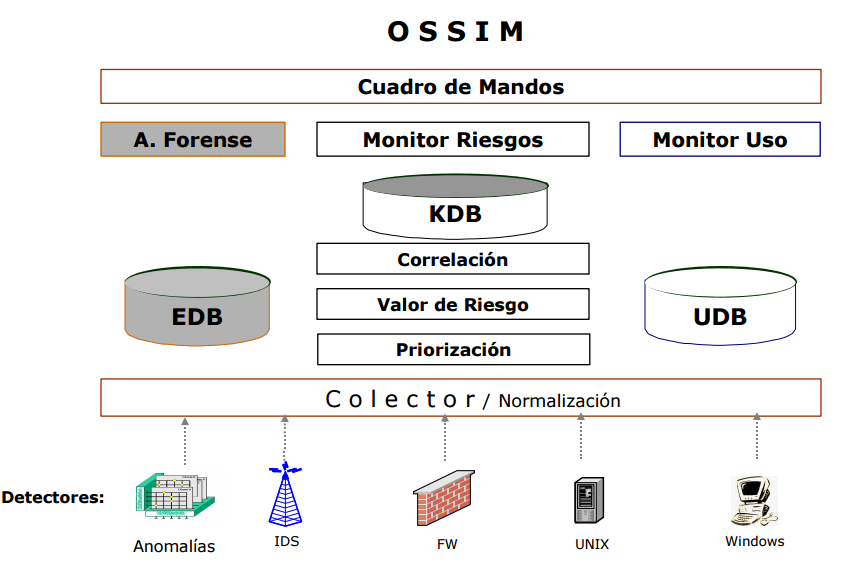 O S S I M
Cuadro de Mandos
A. Forense
Monitor Riesgos
Monitor Uso
KDB
Correlación
EDB
Valor de Riesgo
UDB
Priorización
C o l e c t o r / Normalización
Detectores:
Anomalías
IDS
FW
UNIX
Windows